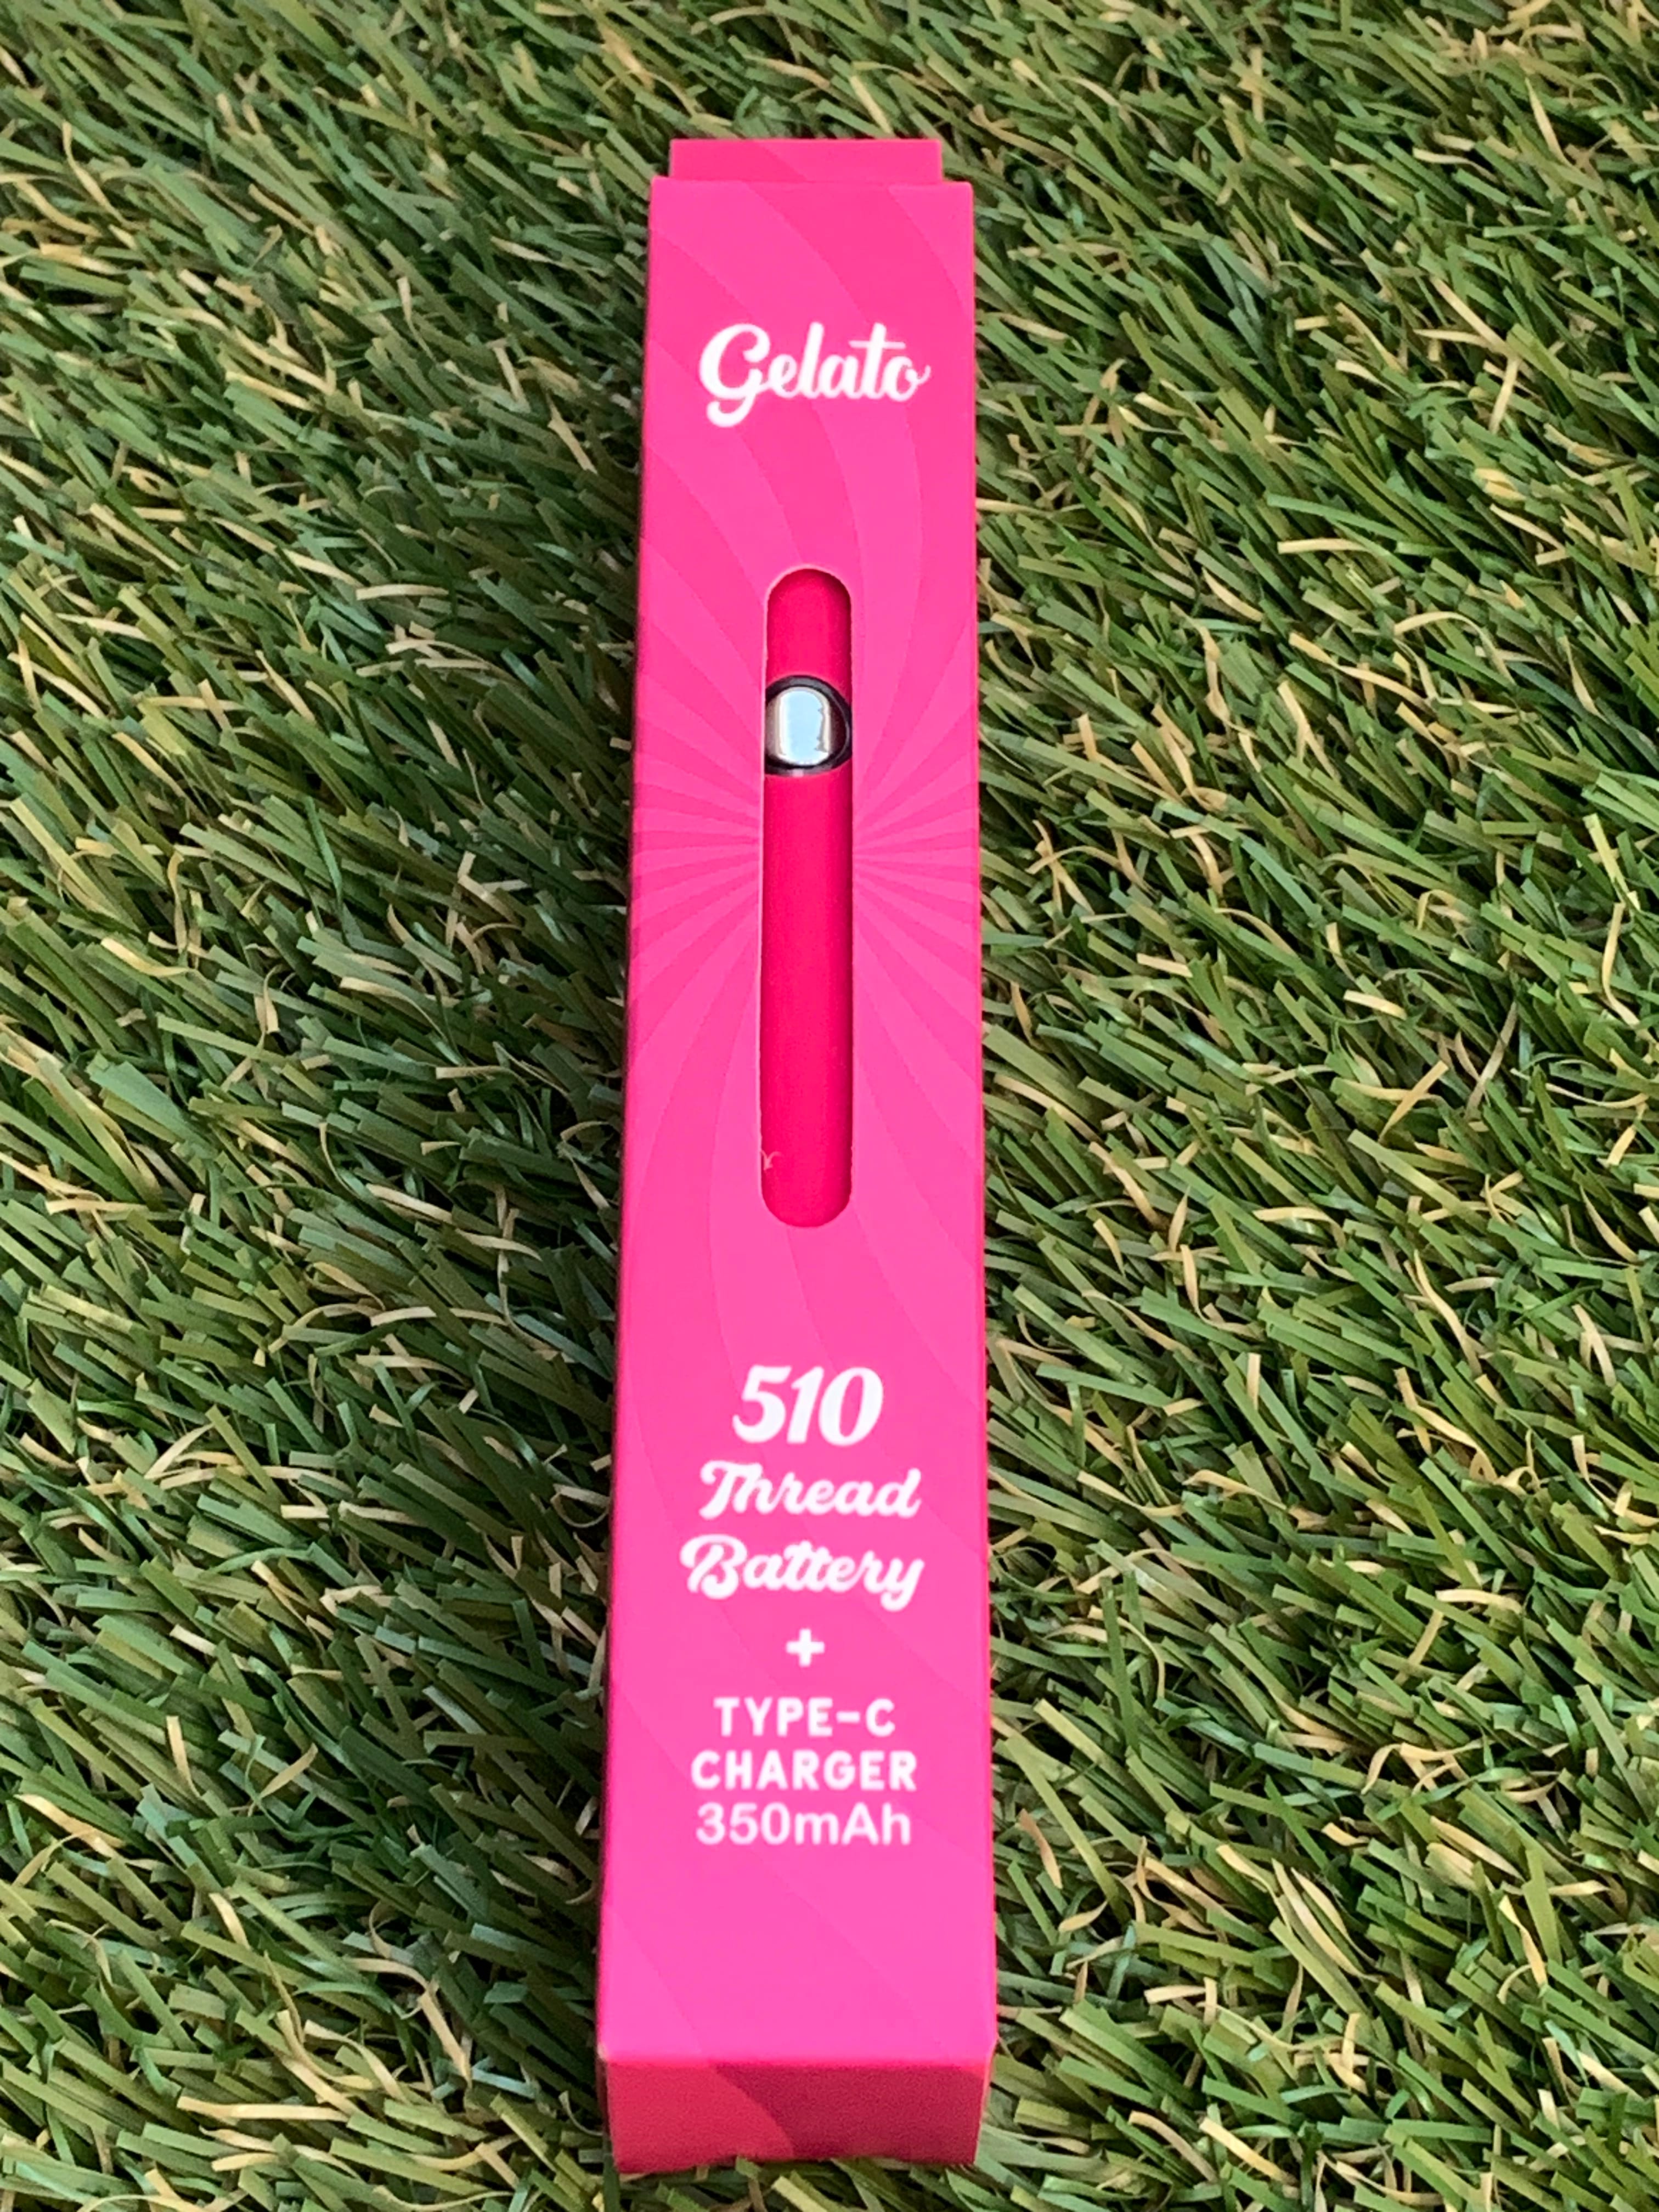 Gelato
510
Thread
Battery
+
TYPE-C
CHARGER
350mAh